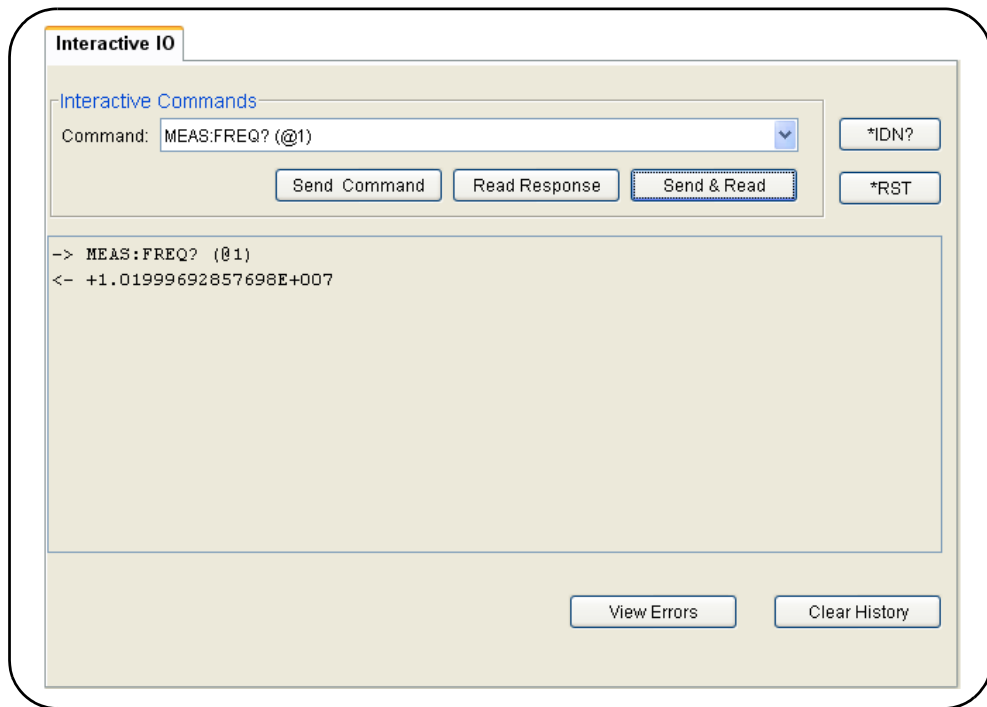 Interactive IO
Interactive Commands
Command: MEAS:FREQ? (@1)
*IDN?
Send Command Read Response Send & Read
*RST
-> MEAS:FREQ? (@1)
<- +1.01999692857698E+007
View Errors Clear History